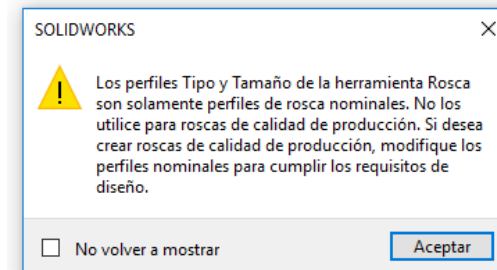 SOLIDWORKS
Los perfiles Tipo y Tamaño de la herramienta Rosca
son solamente perfiles de rosca nominales. No los
utilice para roscas de calidad de producción. Si desea
crear roscas de calidad de producción, modifique los
perfiles nominales para cumplir los requisitos de
diseño.
No volver a mostrar
Aceptar